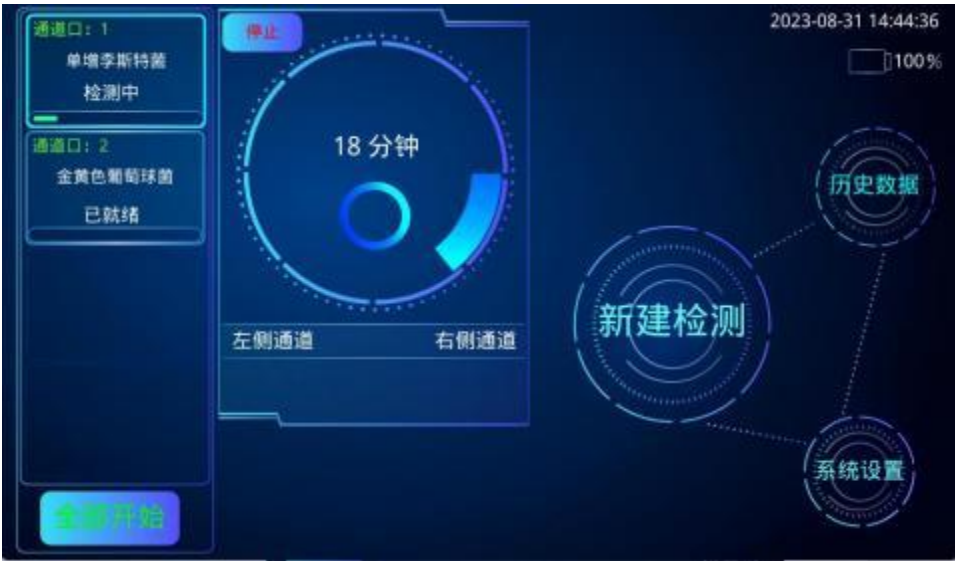 通道口：1
单增李斯特菌
检测中
通道口：2
金黄色葡萄球菌
已就绪
全部开始
停止
18 分钟
左侧通道
右侧通道
2023-08-31 14:44:36
100%
历史数据
新建检测
系统设置